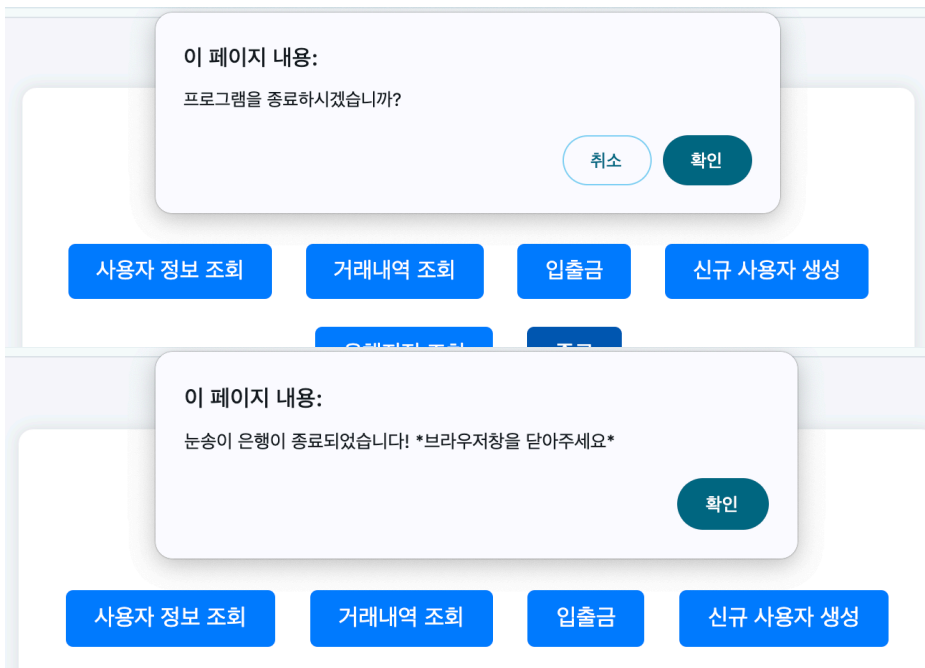 이 페이지 내용:
프로그램을 종료하시겠습니까?
취소 확인
사용자 정보 조회 거래내역 조회 입출금 신규 사용자 생성
이 페이지 내용:
눈송이 은행이 종료되었습니다! *브라우저창을 닫아주세요*
확인
사용자 정보 조회 거래내역 조회 입출금 신규 사용자 생성